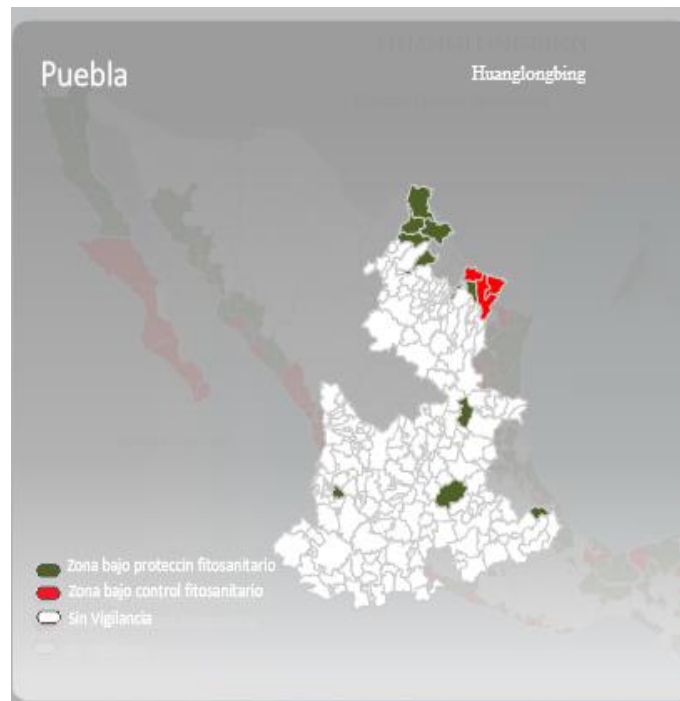 Puebla
Huanglongbing
Zona bajo proteccin fitosanitario
Zona bajo control fitosanitario
Sin Vigilancia